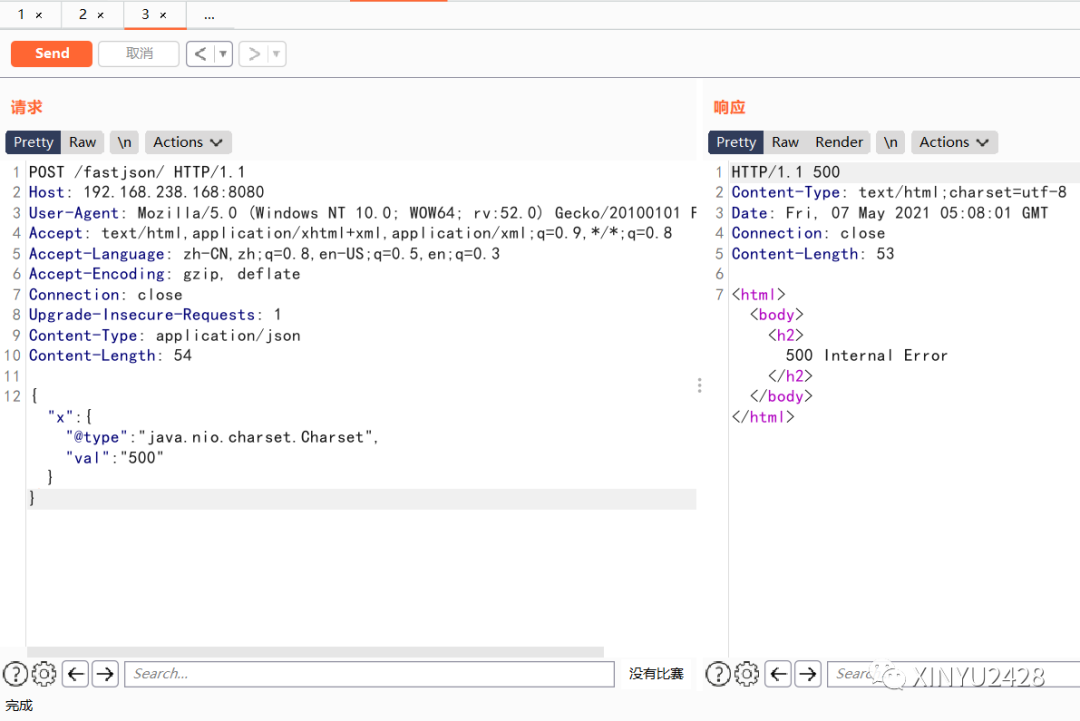 1 × 2 × 3 × ...
Send 取消 < ▾ > ▾
请求
Pretty Raw \n Actions
1 POST /fastjson/ HTTP/1.1
2 Host: 192.168.238.168:8080
3 User-Agent: Mozilla/5.0 (Windows NT 10.0; WOW64; rv:52.0) Gecko/20100101 F
4 Accept: text/html,application/xhtml+xml,application/xml;q=0.9,*/*;q=0.8
5 Accept-Language: zh-CN,zh;q=0.8,en-US;q=0.5,en;q=0.3
6 Accept-Encoding: gzip, deflate
7 Connection: close
8 Upgrade-Insecure-Requests: 1
9 Content-Type: application/json
10 Content-Length: 54
11
12 {
"x":{
"@type":"java.nio.charset.Charset",
"val":"500"
}
}
Search...
没有比赛
完成
响应
Pretty Raw Render \n Actions
1 HTTP/1.1 500
2 Content-Type: text/html;charset=utf-8
3 Date: Fri, 07 May 2021 05:08:01 GMT
4 Connection: close
5 Content-Length: 53
6
7 <html>
<body>
<h2>
500 Internal Error
</h2>
</body>
</html>
Searc
XINYU2428